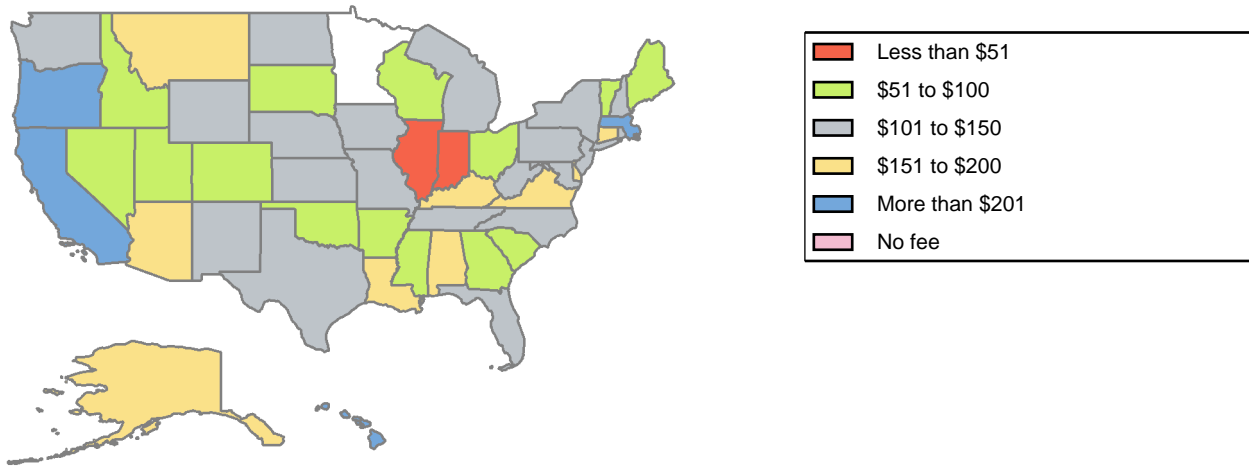 Less than $51
$51 to $100
$101 to $150
$151 to $200
More than $201
No fee